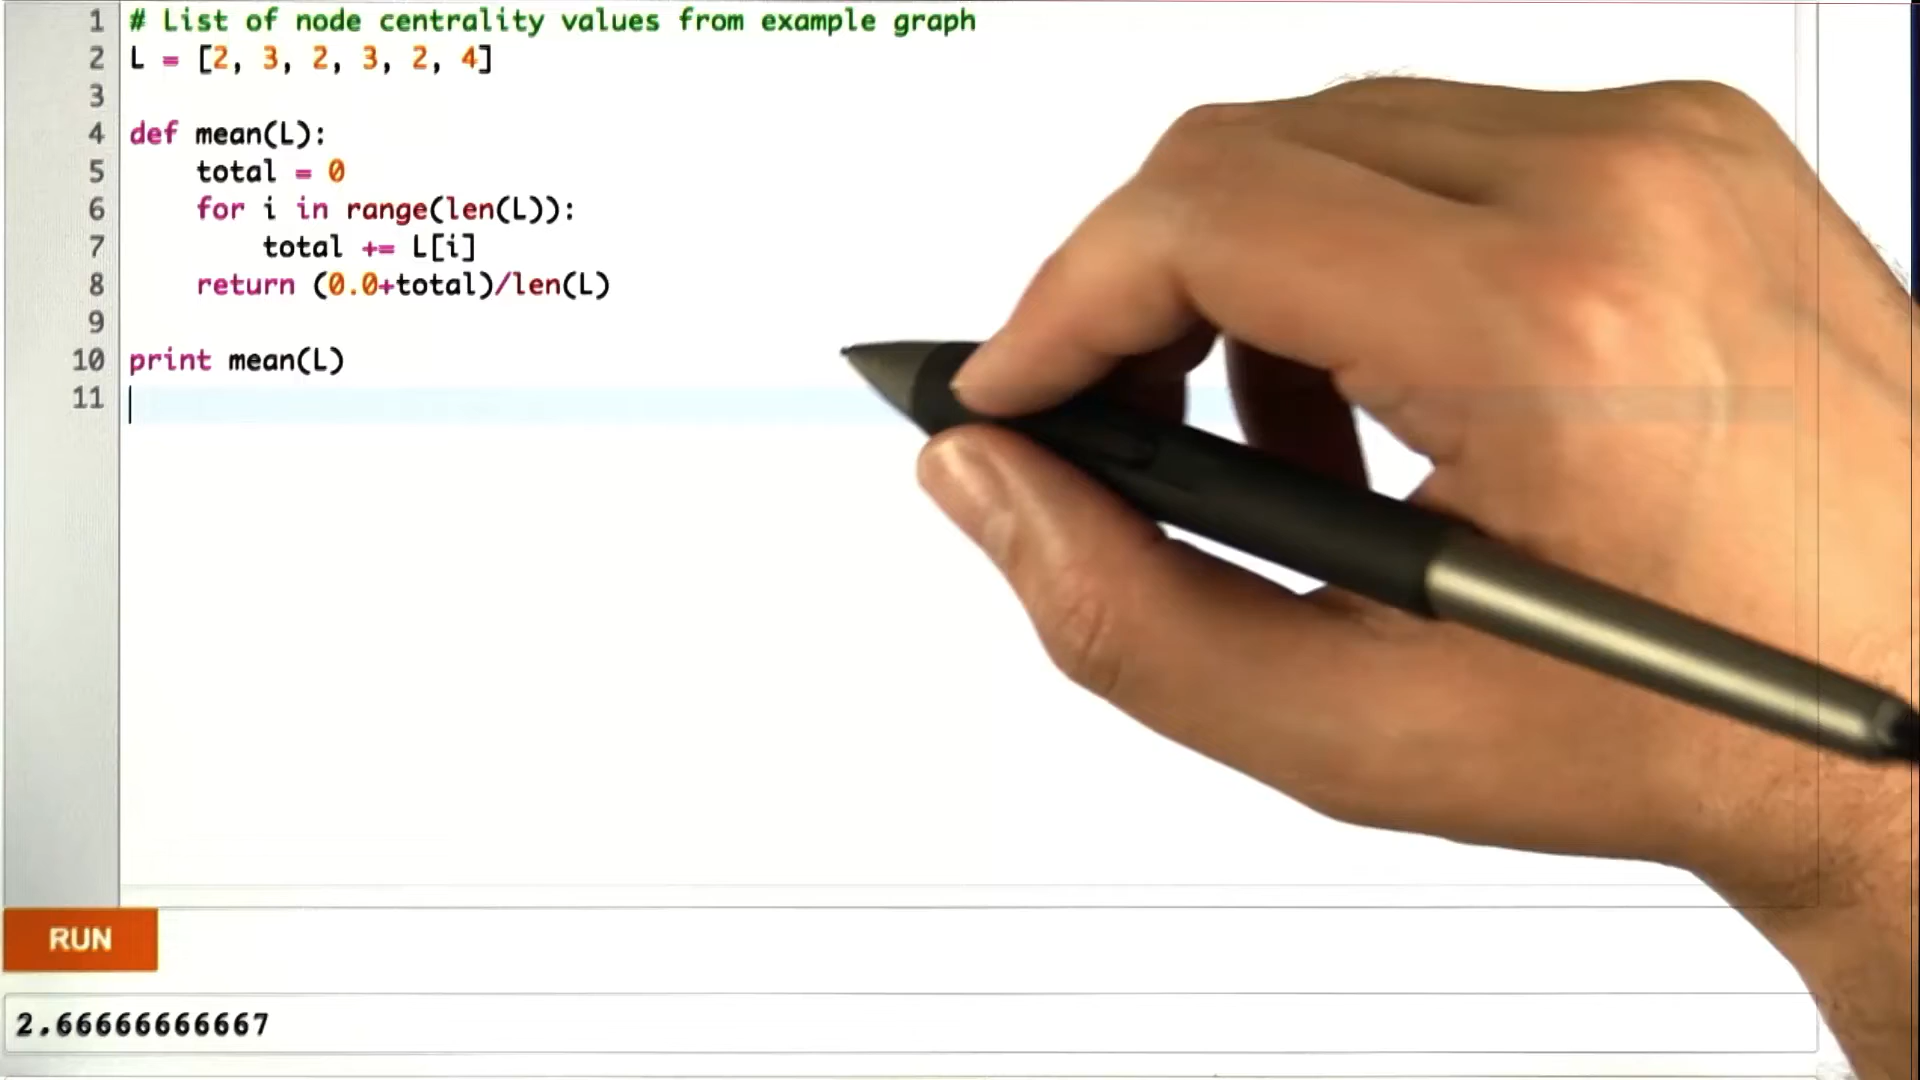 1 # List of node centrality values from example graph
2 L = [2, 3, 2, 3, 2, 4]
3
4 def mean(L):
5     total = 0
6     for i in range(len(L)):
7         total += L[i]
8     return (0.0+total)/len(L)
9
10 print mean(L)
11
RUN
2.66666666667